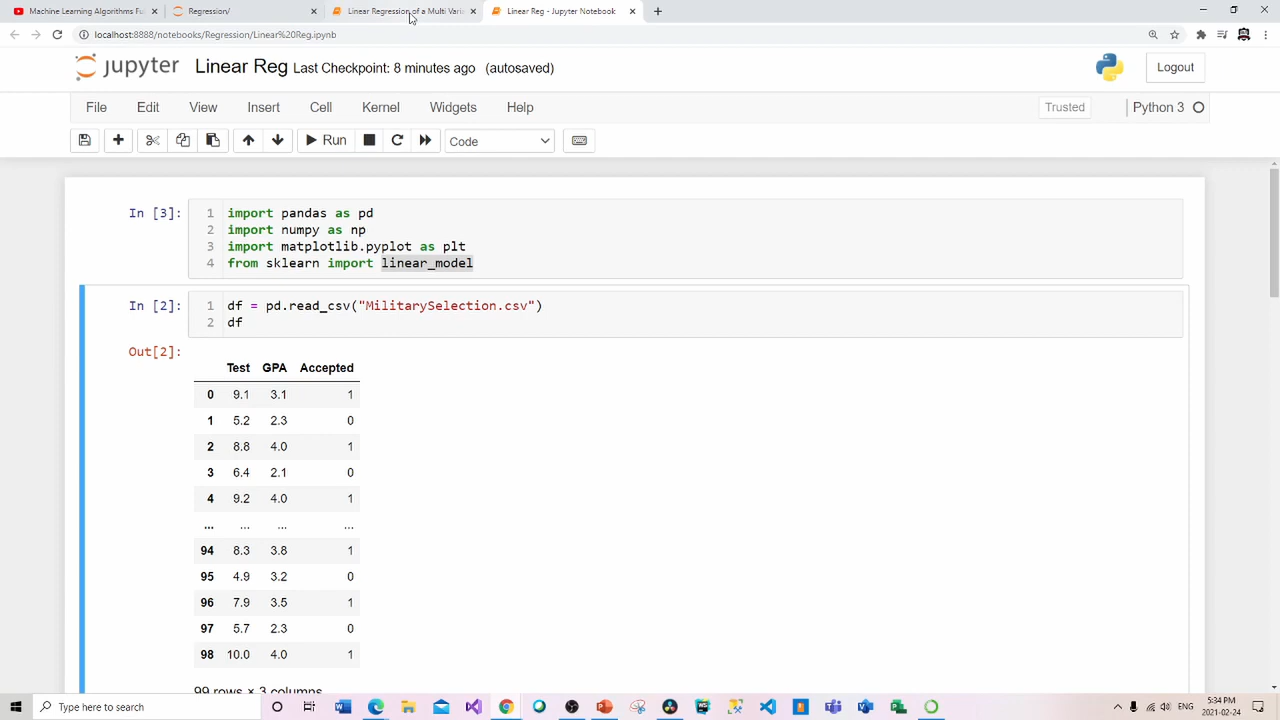 Machine Learning Algorithms Fu
Regression/
Linear Regression of a Multi Varia
Linear Reg - Jupyter Notebook
localhost:8888/notebooks/Regression/Linear%20Reg.ipynb
jupyter Linear Reg Last Checkpoint: 8 minutes ago (autosaved)
Logout
File Edit View Insert Cell Kernel Widgets Help
Trusted
Python 3
Run
Code
In [3]:
1 import pandas as pd
2 import numpy as np
3 import matplotlib.pyplot as plt
4 from sklearn import linear_model
In [2]:
1 df = pd.read_csv("MilitarySelection.csv")
2 df
Out[2]:
Test GPA Accepted
0 9.1 3.1 1
1 5.2 2.3 0
2 8.8 4.0 1
3 6.4 2.1 0
4 9.2 4.0 1
... ... ... ...
94 8.3 3.8 1
95 4.9 3.2 0
96 7.9 3.5 1
97 5.7 2.3 0
98 10.0 4.0 1
99 rows × 3 columns
Type here to search
ENG
5:34 PM
2021-02-24